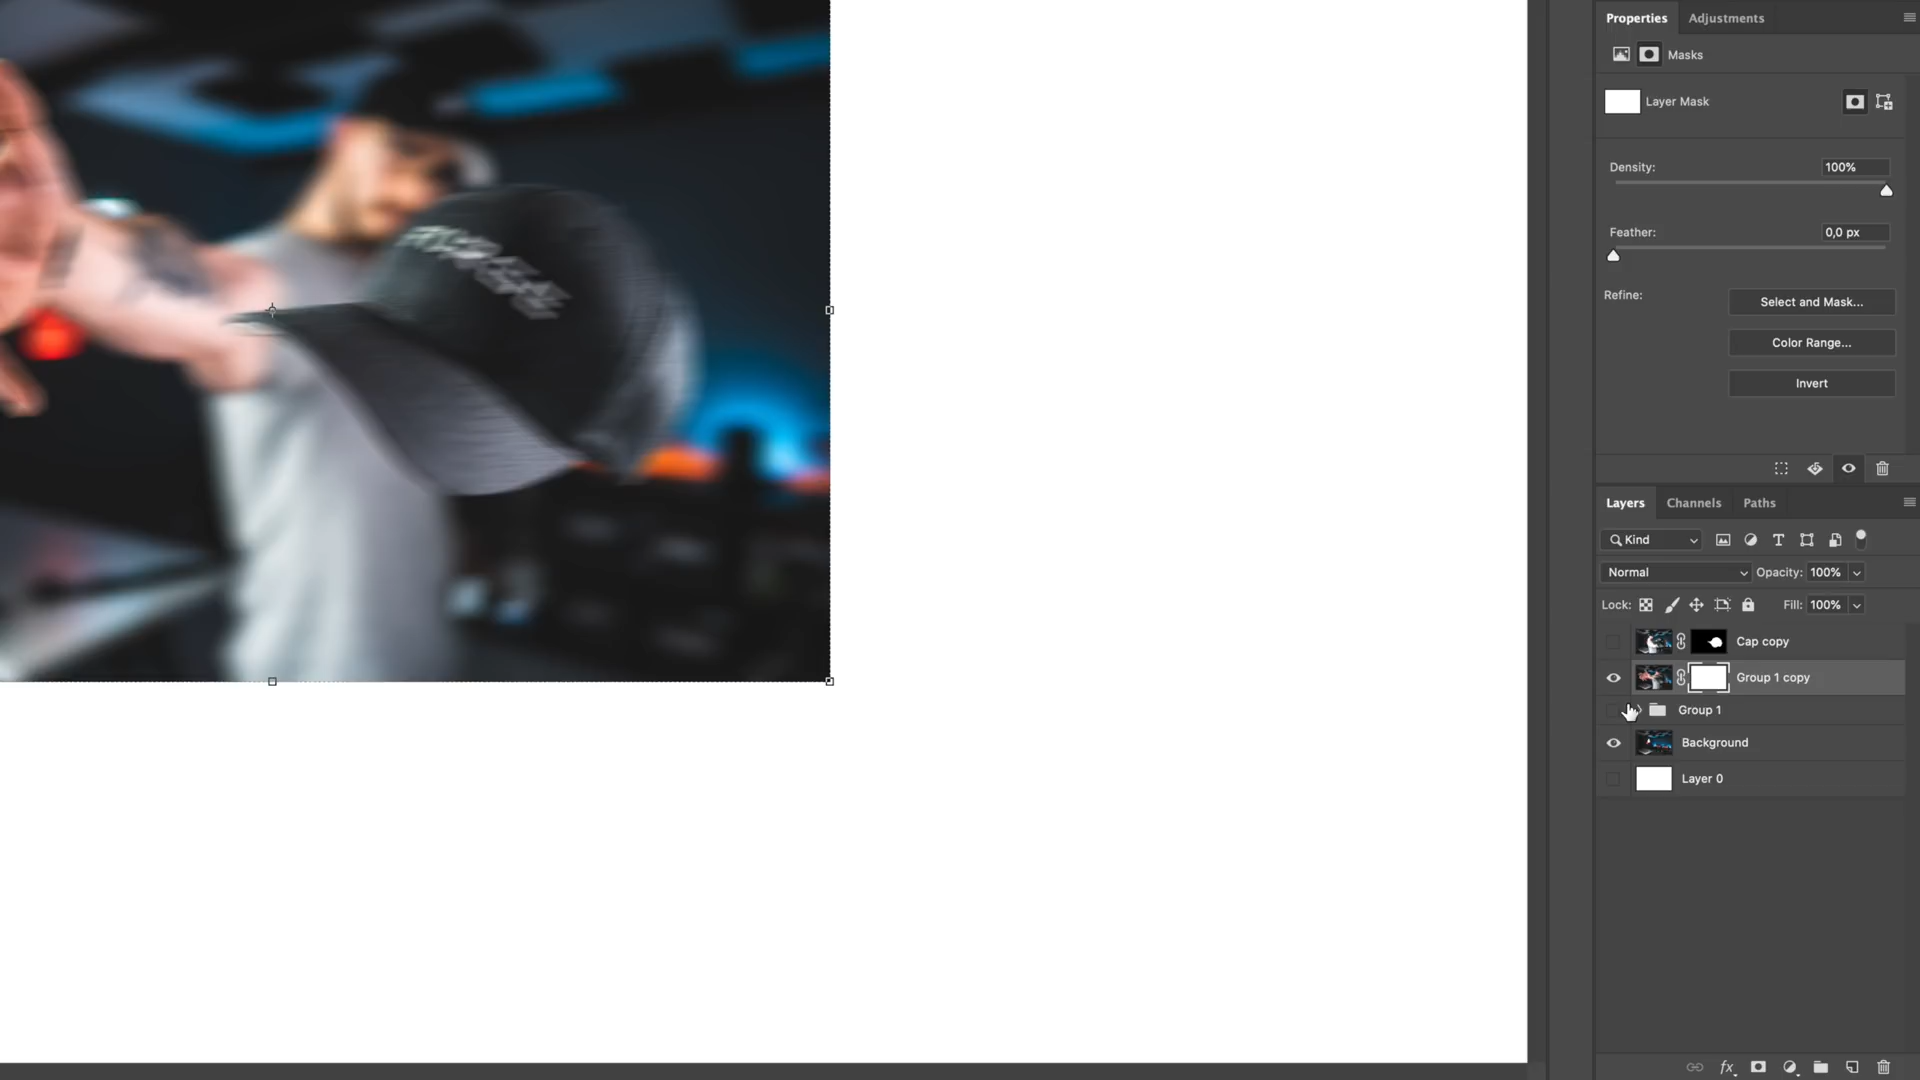 Properties Adjustments
Masks
Layer Mask
Density: 100%
Feather: 0,0 px
Refine: Select and Mask...
Color Range...
Invert
Layers Channels Paths
Kind
Normal Opacity: 100%
Lock: Fill: 100%
Cap copy
Group 1 copy
Group 1
Background
Layer 0
fx